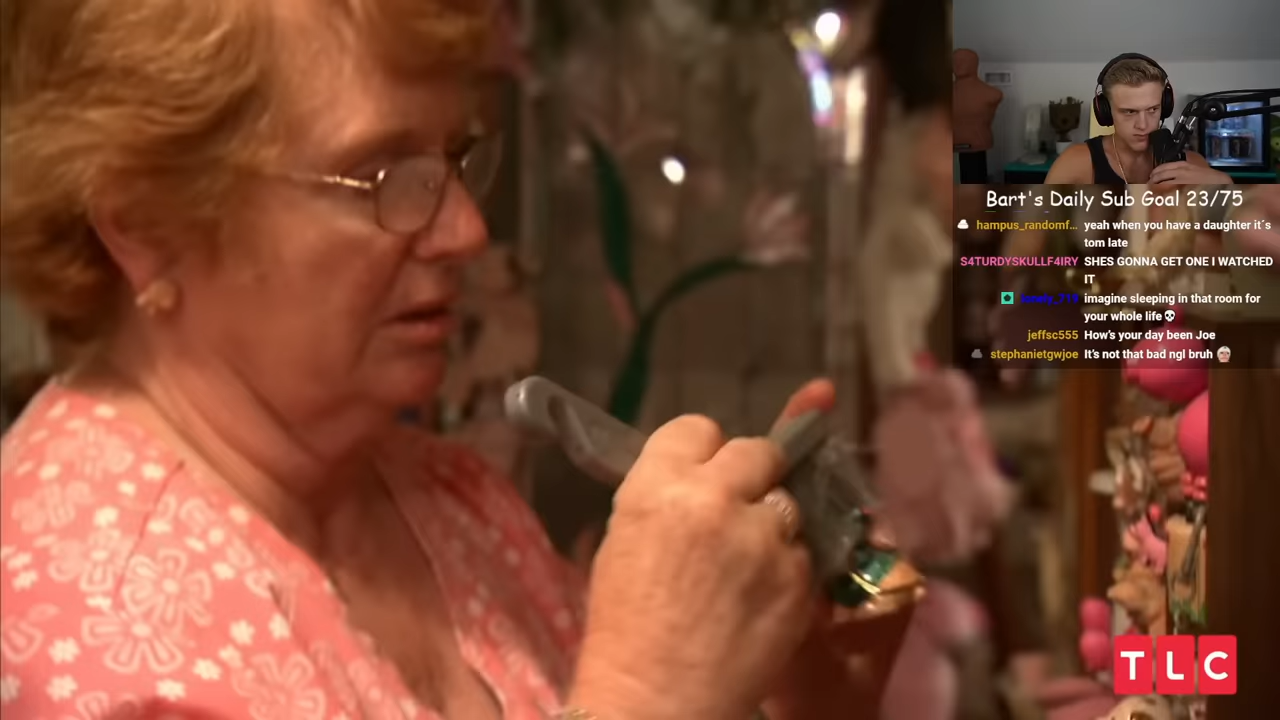 Bart's Daily Sub Goal 23/75
hampus_randomf... yeah when you have a daughter it´s
tom late
S4TURDYSKULLF4IRY SHES GONNA GET ONE I WATCHED
IT
imagine sleeping in that room for
your whole life💀
jeffsc555 How's your day been Joe
stephanietgwjoe It's not that bad ngl bruh
TLC